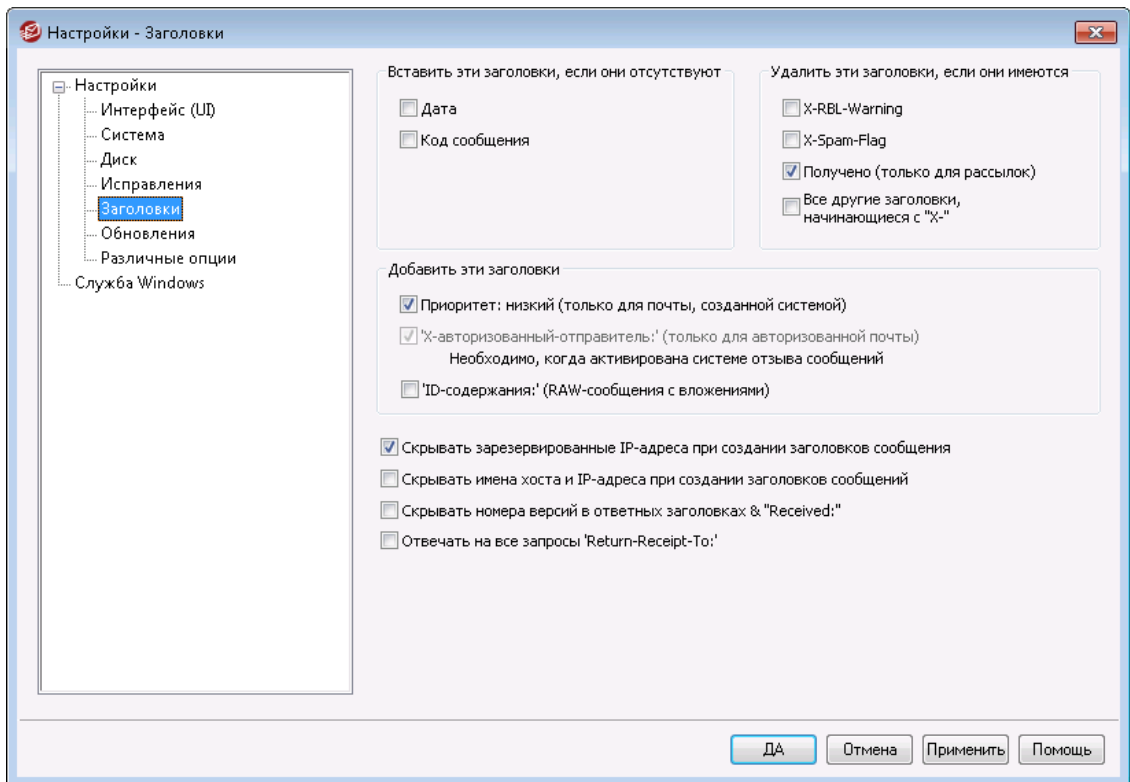 Настройки - Заголовки
Настройки
Интерфейс (UI)
Система
Диск
Исправления
Заголовки
Обновления
Различные опции
Служба Windows
Вставить эти заголовки, если они отсутствуют
Дата
Код сообщения
Удалить эти заголовки, если они имеются
X-RBL-Warning
X-Spam-Flag
Получено (только для рассылок)
Все другие заголовки,
начинающиеся с "X-"
Добавить эти заголовки
Приоритет: низкий (только для почты, созданной системой)
'X-авторизованный-отправитель:' (только для авторизованной почты)
Необходимо, когда активирована системе отзыва сообщений
'ID-содержания:' (RAW-сообщения с вложениями)
Скрывать зарезервированные IP-адреса при создании заголовков сообщения
Скрывать имена хоста и IP-адреса при создании заголовков сообщений
Скрывать номера версий в ответных заголовках & "Received:"
Отвечать на все запросы 'Return-Receipt-To:'
ДА
Отмена
Применить
Помощь